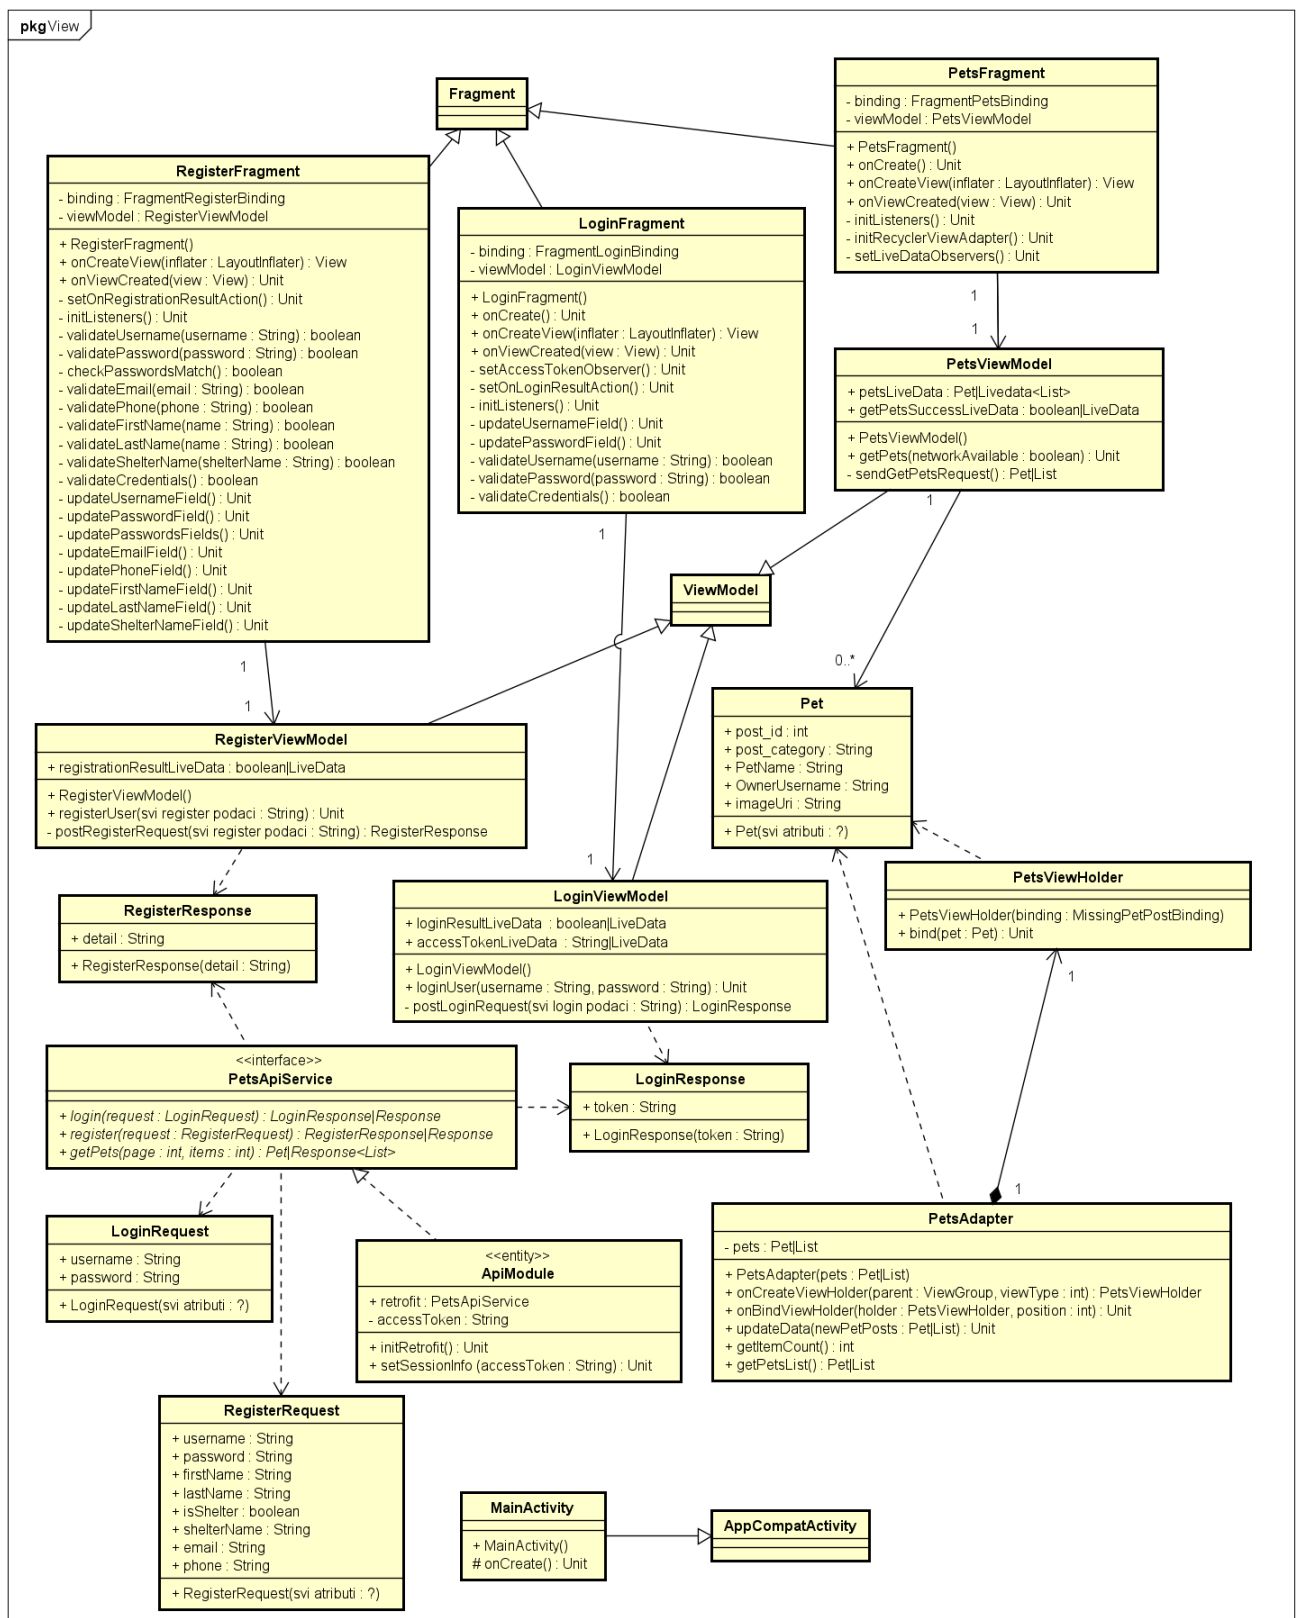 pkg View
Fragment
PetsFragment
- binding : FragmentPetsBinding
- viewModel : PetsViewModel
+ PetsFragment()
+ onCreate() : Unit
+ onCreateView(inflater : LayoutInflater) : View
+ onViewCreated(view : View) : Unit
- initListeners() : Unit
- initRecyclerViewAdapter() : Unit
- setLiveDataObservers() : Unit
RegisterFragment
- binding : FragmentRegisterBinding
- viewModel : RegisterViewModel
+ RegisterFragment()
+ onCreateView(inflater : LayoutInflater) : View
+ onViewCreated(view : View) : Unit
- setOnRegistrationResultAction() : Unit
- initListeners() : Unit
- validateUsername(username : String) : boolean
- validatePassword(password : String) : boolean
- checkPasswordsMatch() : boolean
- validateEmail(email : String) : boolean
- validatePhone(phone : String) : boolean
- validateFirstName(name : String) : boolean
- validateLastName(name : String) : boolean
- validateShelterName(shelterName : String) : boolean
- validateCredentials() : boolean
- updateUsernameField() : Unit
- updatePasswordField() : Unit
- updatePasswordsFields() : Unit
- updateEmailField() : Unit
- updatePhoneField() : Unit
- updateFirstNameField() : Unit
- updateLastNameField() : Unit
- updateShelterNameField() : Unit
LoginFragment
- binding : FragmentLoginBinding
- viewModel : LoginViewModel
+ LoginFragment()
+ onCreate() : Unit
+ onCreateView(inflater : LayoutInflater) : View
+ onViewCreated(view : View) : Unit
- setAccessTokenObserver() : Unit
- setOnLoginResultAction() : Unit
- initListeners() : Unit
- updateUsernameField() : Unit
- updatePasswordField() : Unit
- validateUsername(username : String) : boolean
- validatePassword(password : String) : boolean
- validateCredentials() : boolean
1
1
PetsViewModel
+ petsLiveData : Pet|Livedata<List>
+ getPetsSuccessLiveData : boolean|LiveData
+ PetsViewModel()
+ getPets(networkAvailable : boolean) : Unit
- sendGetPetsRequest() : Pet|List
1
1
ViewModel
0..*
1
1
Pet
+ post_id : int
+ post_category : String
+ PetName : String
+ OwnerUsername : String
+ imageUri : String
+ Pet(svi atributi : ?)
RegisterViewModel
+ registrationResultLiveData : boolean|LiveData
+ RegisterViewModel()
+ registerUser(svi register podaci : String) : Unit
- postRegisterRequest(svi register podaci : String) : RegisterResponse
1
PetsViewHolder
+ PetsViewHolder(binding : MissingPetPostBinding)
+ bind(pet : Pet) : Unit
1
RegisterResponse
+ detail : String
+ RegisterResponse(detail : String)
LoginViewModel
+ loginResultLiveData : boolean|LiveData
+ accessTokenLiveData : String|LiveData
+ LoginViewModel()
+ loginUser(username : String, password : String) : Unit
- postLoginRequest(svi login podaci : String) : LoginResponse
<<interface>>
PetsApiService
+ login(request : LoginRequest) : LoginResponse|Response
+ register(request : RegisterRequest) : RegisterResponse|Response
+ getPets(page : int, items : int) : Pet|Response<List>
LoginResponse
+ token : String
+ LoginResponse(token : String)
1
PetsAdapter
- pets : Pet|List
+ PetsAdapter(pets : Pet|List)
+ onCreateViewHolder(parent : ViewGroup, viewType : int) : PetsViewHolder
+ onBindViewHolder(holder : PetsViewHolder, position : int) : Unit
+ updateData(newPetPosts : Pet|List) : Unit
+ getItemCount() : int
+ getPetsList() : Pet|List
LoginRequest
+ username : String
+ password : String
+ LoginRequest(svi atributi : ?)
<<entity>>
ApiModule
+ retrofit : PetsApiService
- accessToken : String
+ initRetrofit() : Unit
+ setSessionInfo (accessToken : String) : Unit
RegisterRequest
+ username : String
+ password : String
+ firstName : String
+ lastName : String
+ isShelter : boolean
+ shelterName : String
+ email : String
+ phone : String
+ RegisterRequest(svi atributi : ?)
MainActivity
+ MainActivity()
# onCreate() : Unit
AppCompatActivity